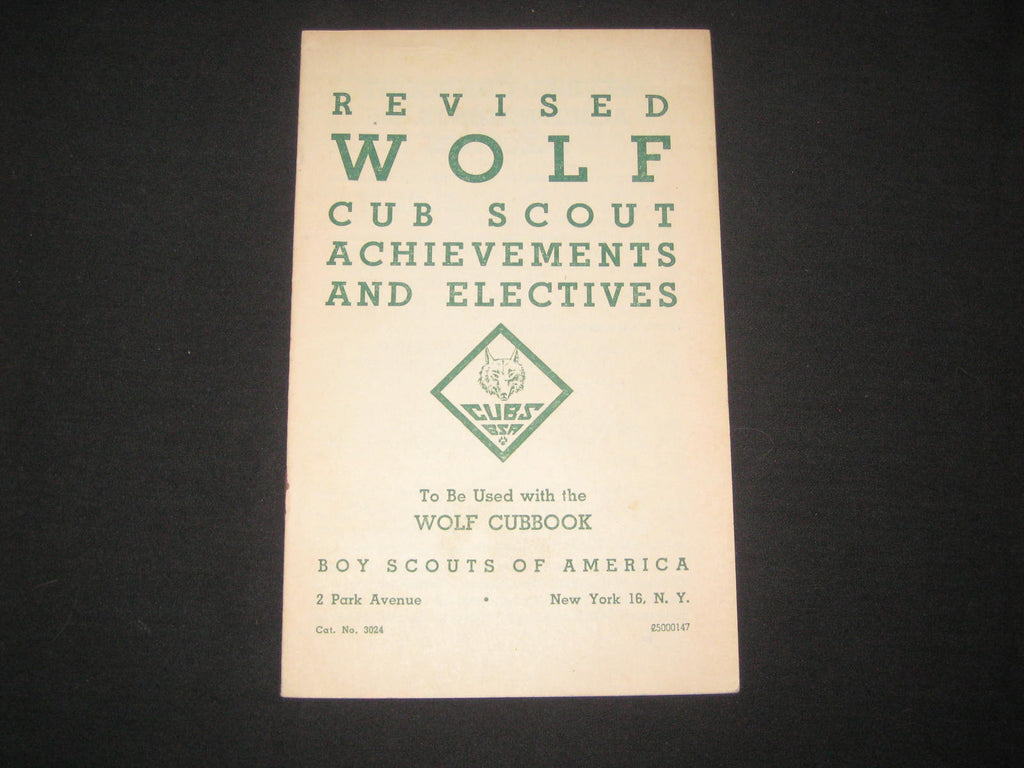 REVISED
WOLF
CUB SCOUT
ACHIEVEMENTS
AND ELECTIVES
CUBS
BSA
To Be Used with the
WOLF CUBBOOK
BOY SCOUTS OF AMERICA
2 Park Avenue • New York 16, N. Y.
Cat. No. 3024 25000147